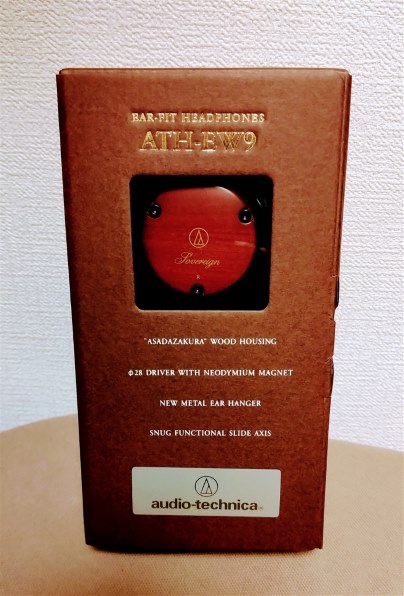 EAR-FIT HEADPHONES
ATH-EW9
Sovereign
R
"ASADAZAKURA" WOOD HOUSING
φ28 DRIVER WITH NEODYMIUM MAGNET
NEW METAL EAR HANGER
SNUG FUNCTIONAL SLIDE AXIS
audio-technica®